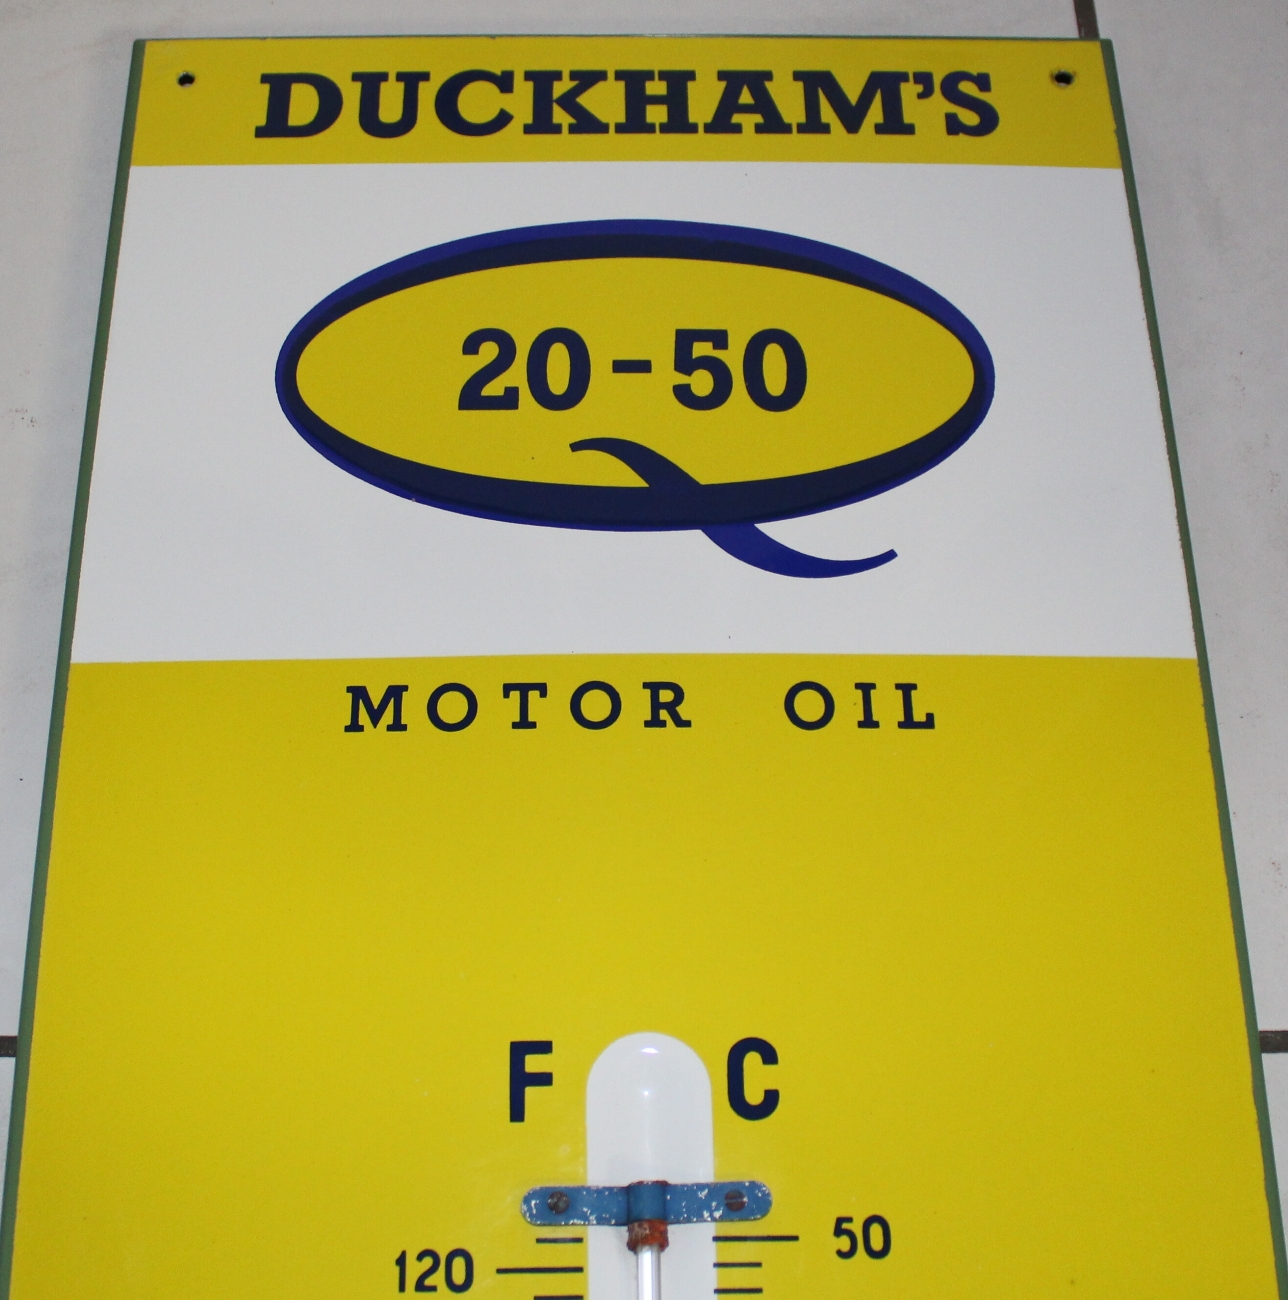 DUCKHAM'S
20-50
Q
MOTOR OIL
F C
50
120